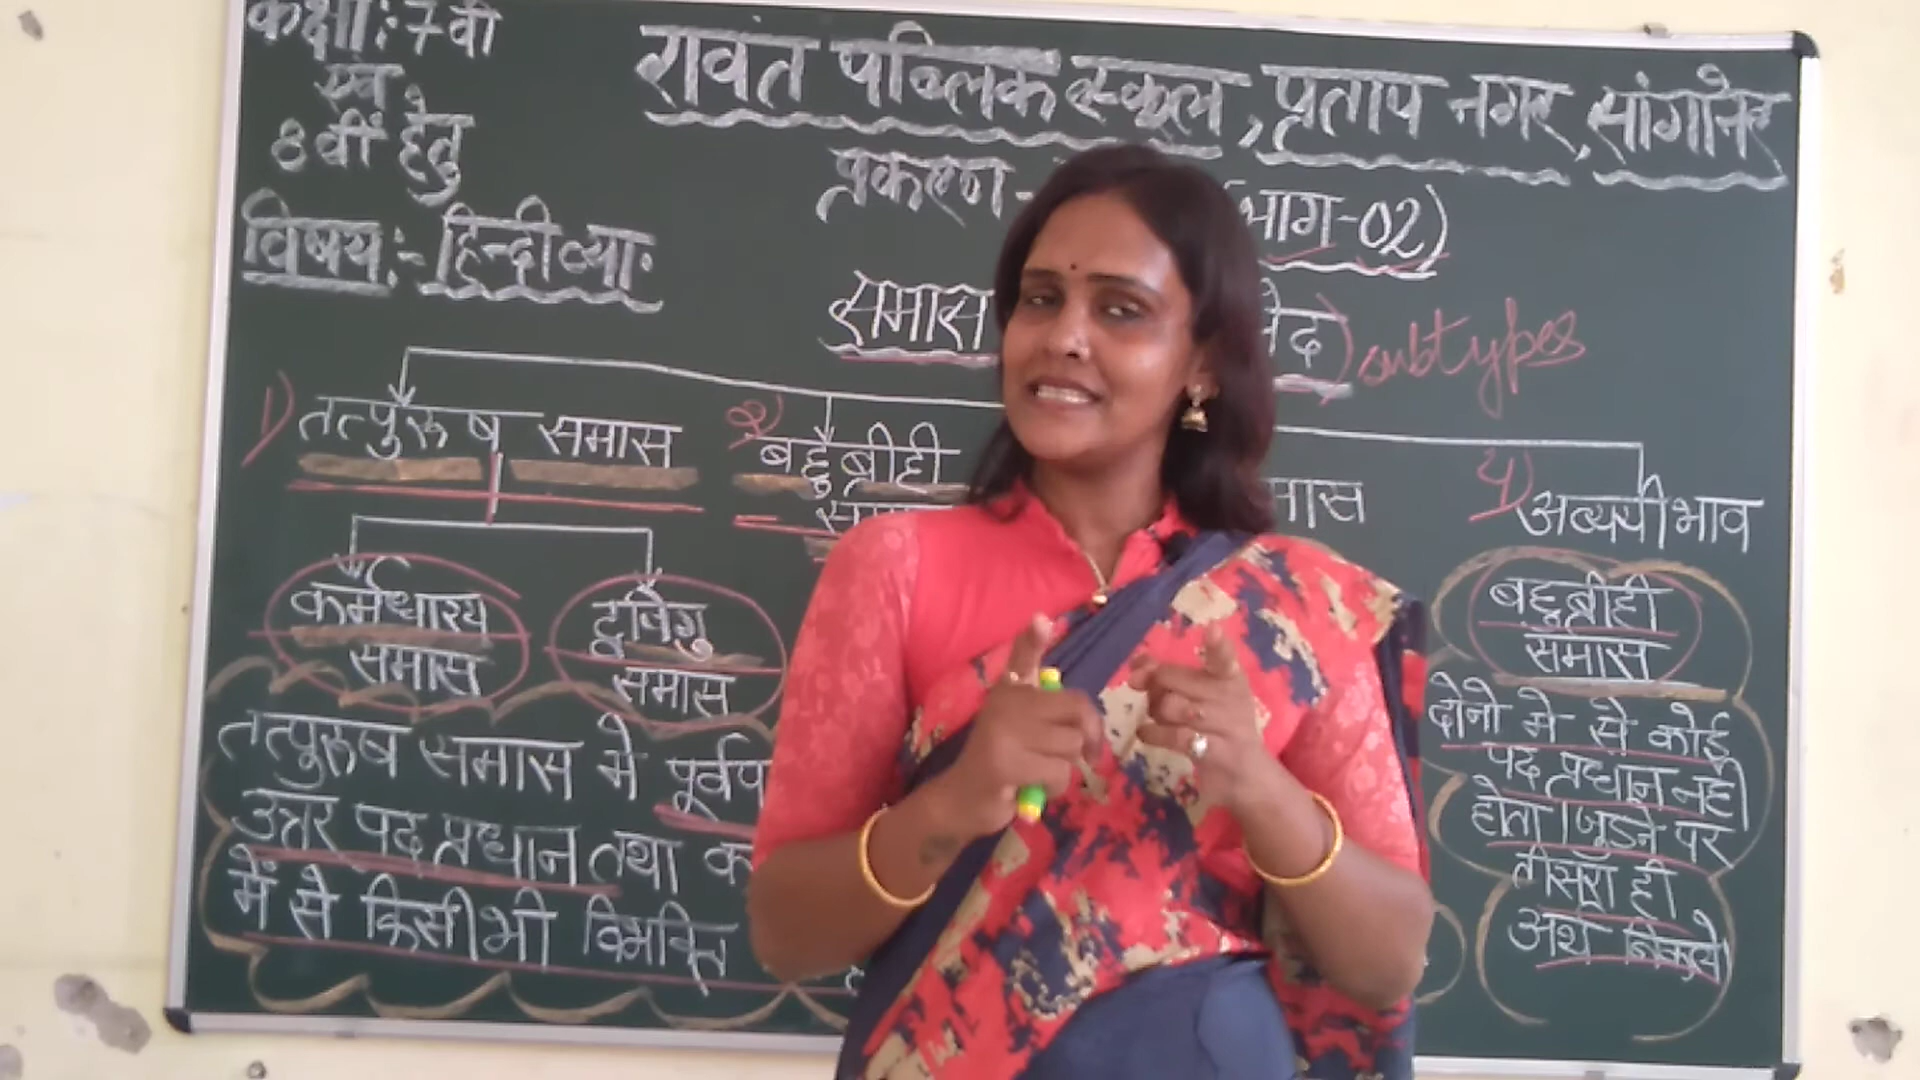 कक्षा:7वी
एवं
8वीं हेतु
विषय:-हिन्दी व्या॰
रावंत पब्लिक स्कूल, प्रताप नगर, सांगानेर
प्रकरण-
भाग-02)
समास
भेद) subtypes
1) तत्पुरुष समास
२) बहुब्रीही
मास
4) अव्ययीभाव
कर्मधारय
समास
द्विगु
समास
तत्पुरुष समास मे पूर्वप
उत्तर पद प्रधान तथा क
में से किसी भी विभक्ति
बहुब्रीही
समास
दोनो मे से कोई
पद प्रधान नही
होता। जुडने पर
तीसरा ही
अर्थ निकले